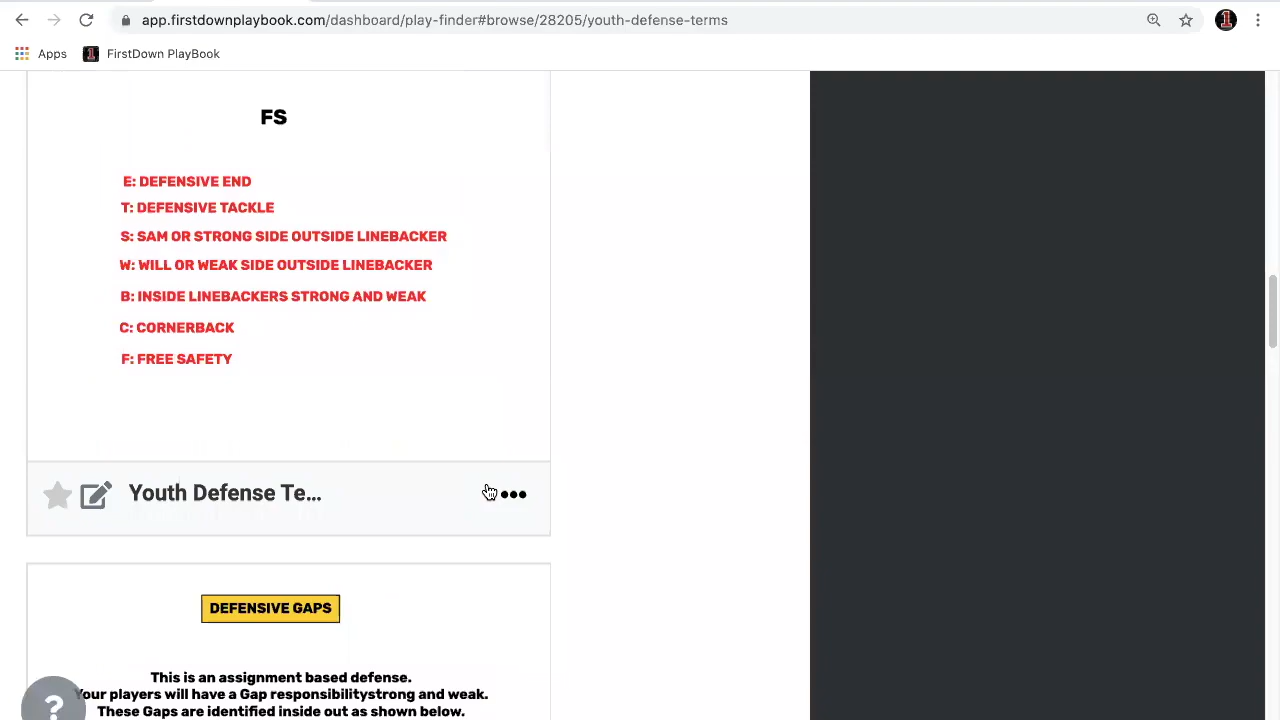 app.firstdownplaybook.com/dashboard/play-finder#browse/28205/youth-defense-terms
Apps
FirstDown PlayBook
FS
E: DEFENSIVE END
T: DEFENSIVE TACKLE
S: SAM OR STRONG SIDE OUTSIDE LINEBACKER
W: WILL OR WEAK SIDE OUTSIDE LINEBACKER
B: INSIDE LINEBACKERS STRONG AND WEAK
C: CORNERBACK
F: FREE SAFETY
Youth Defense Te...
DEFENSIVE GAPS
This is an assignment based defense.
Your players will have a Gap responsibilitystrong and weak.
These Gaps are identified inside out as shown below.
?